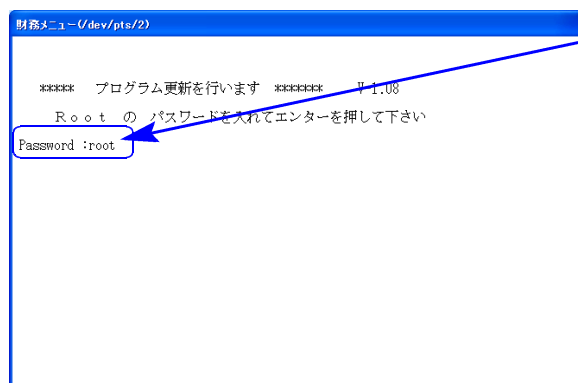 財務メニュー(/dev/pts/2)
***** プログラム更新を行います ******* V 1.08
Ｒｏｏｔ の パスワードを入れてエンターを押して下さい
Password :root